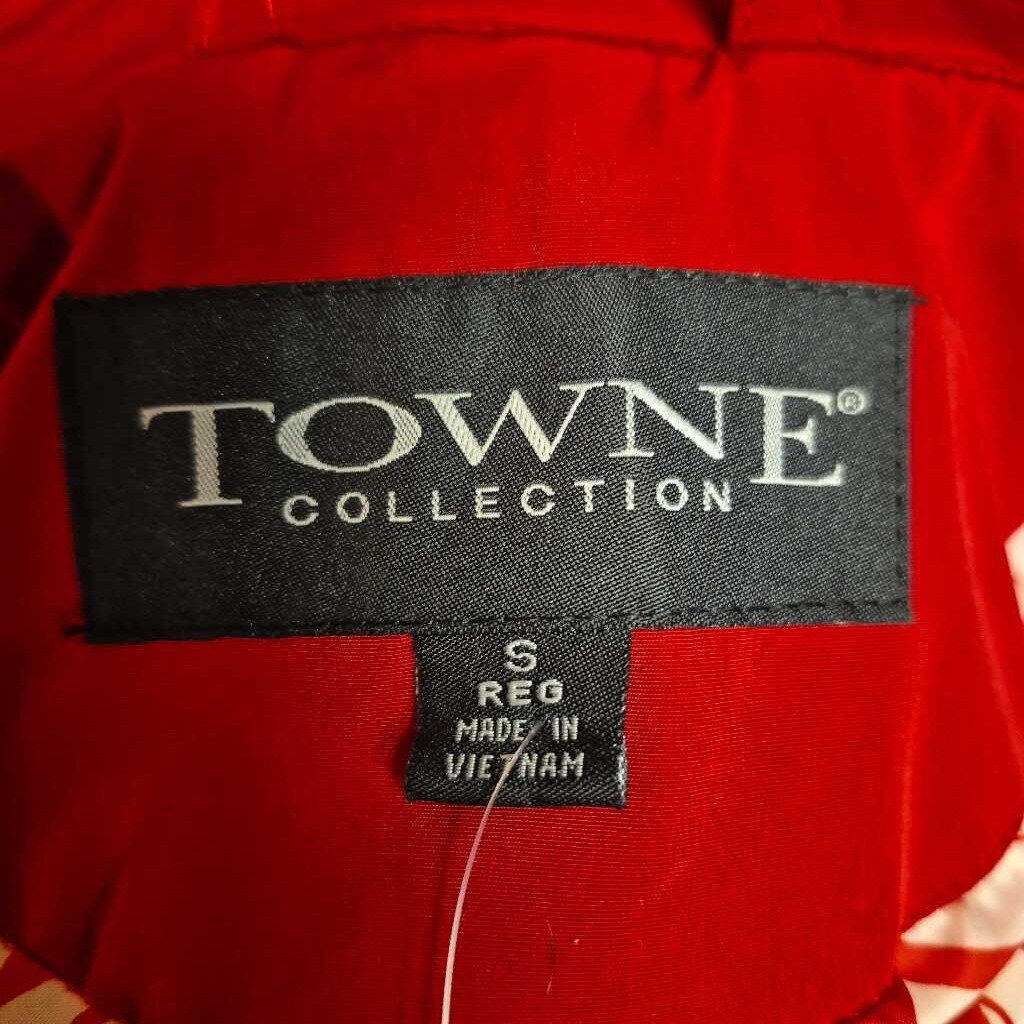 TOWNE®
COLLECTION
S
REG
MADE IN
VIETNAM